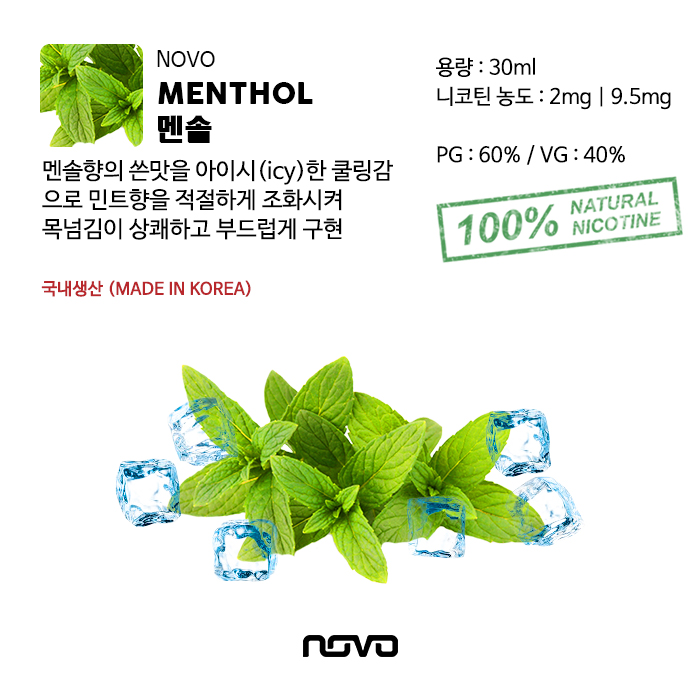 NOVO
MENTHOL
멘솔
멘솔향의 쓴맛을 아이시(icy)한 쿨링감
으로 민트향을 적절하게 조화시켜
목넘김이 상쾌하고 부드럽게 구현
국내생산 (MADE IN KOREA)
용량 : 30ml
니코틴 농도 : 2mg | 9.5mg
PG : 60% / VG : 40%
100% NATURAL
NICOTINE
novo